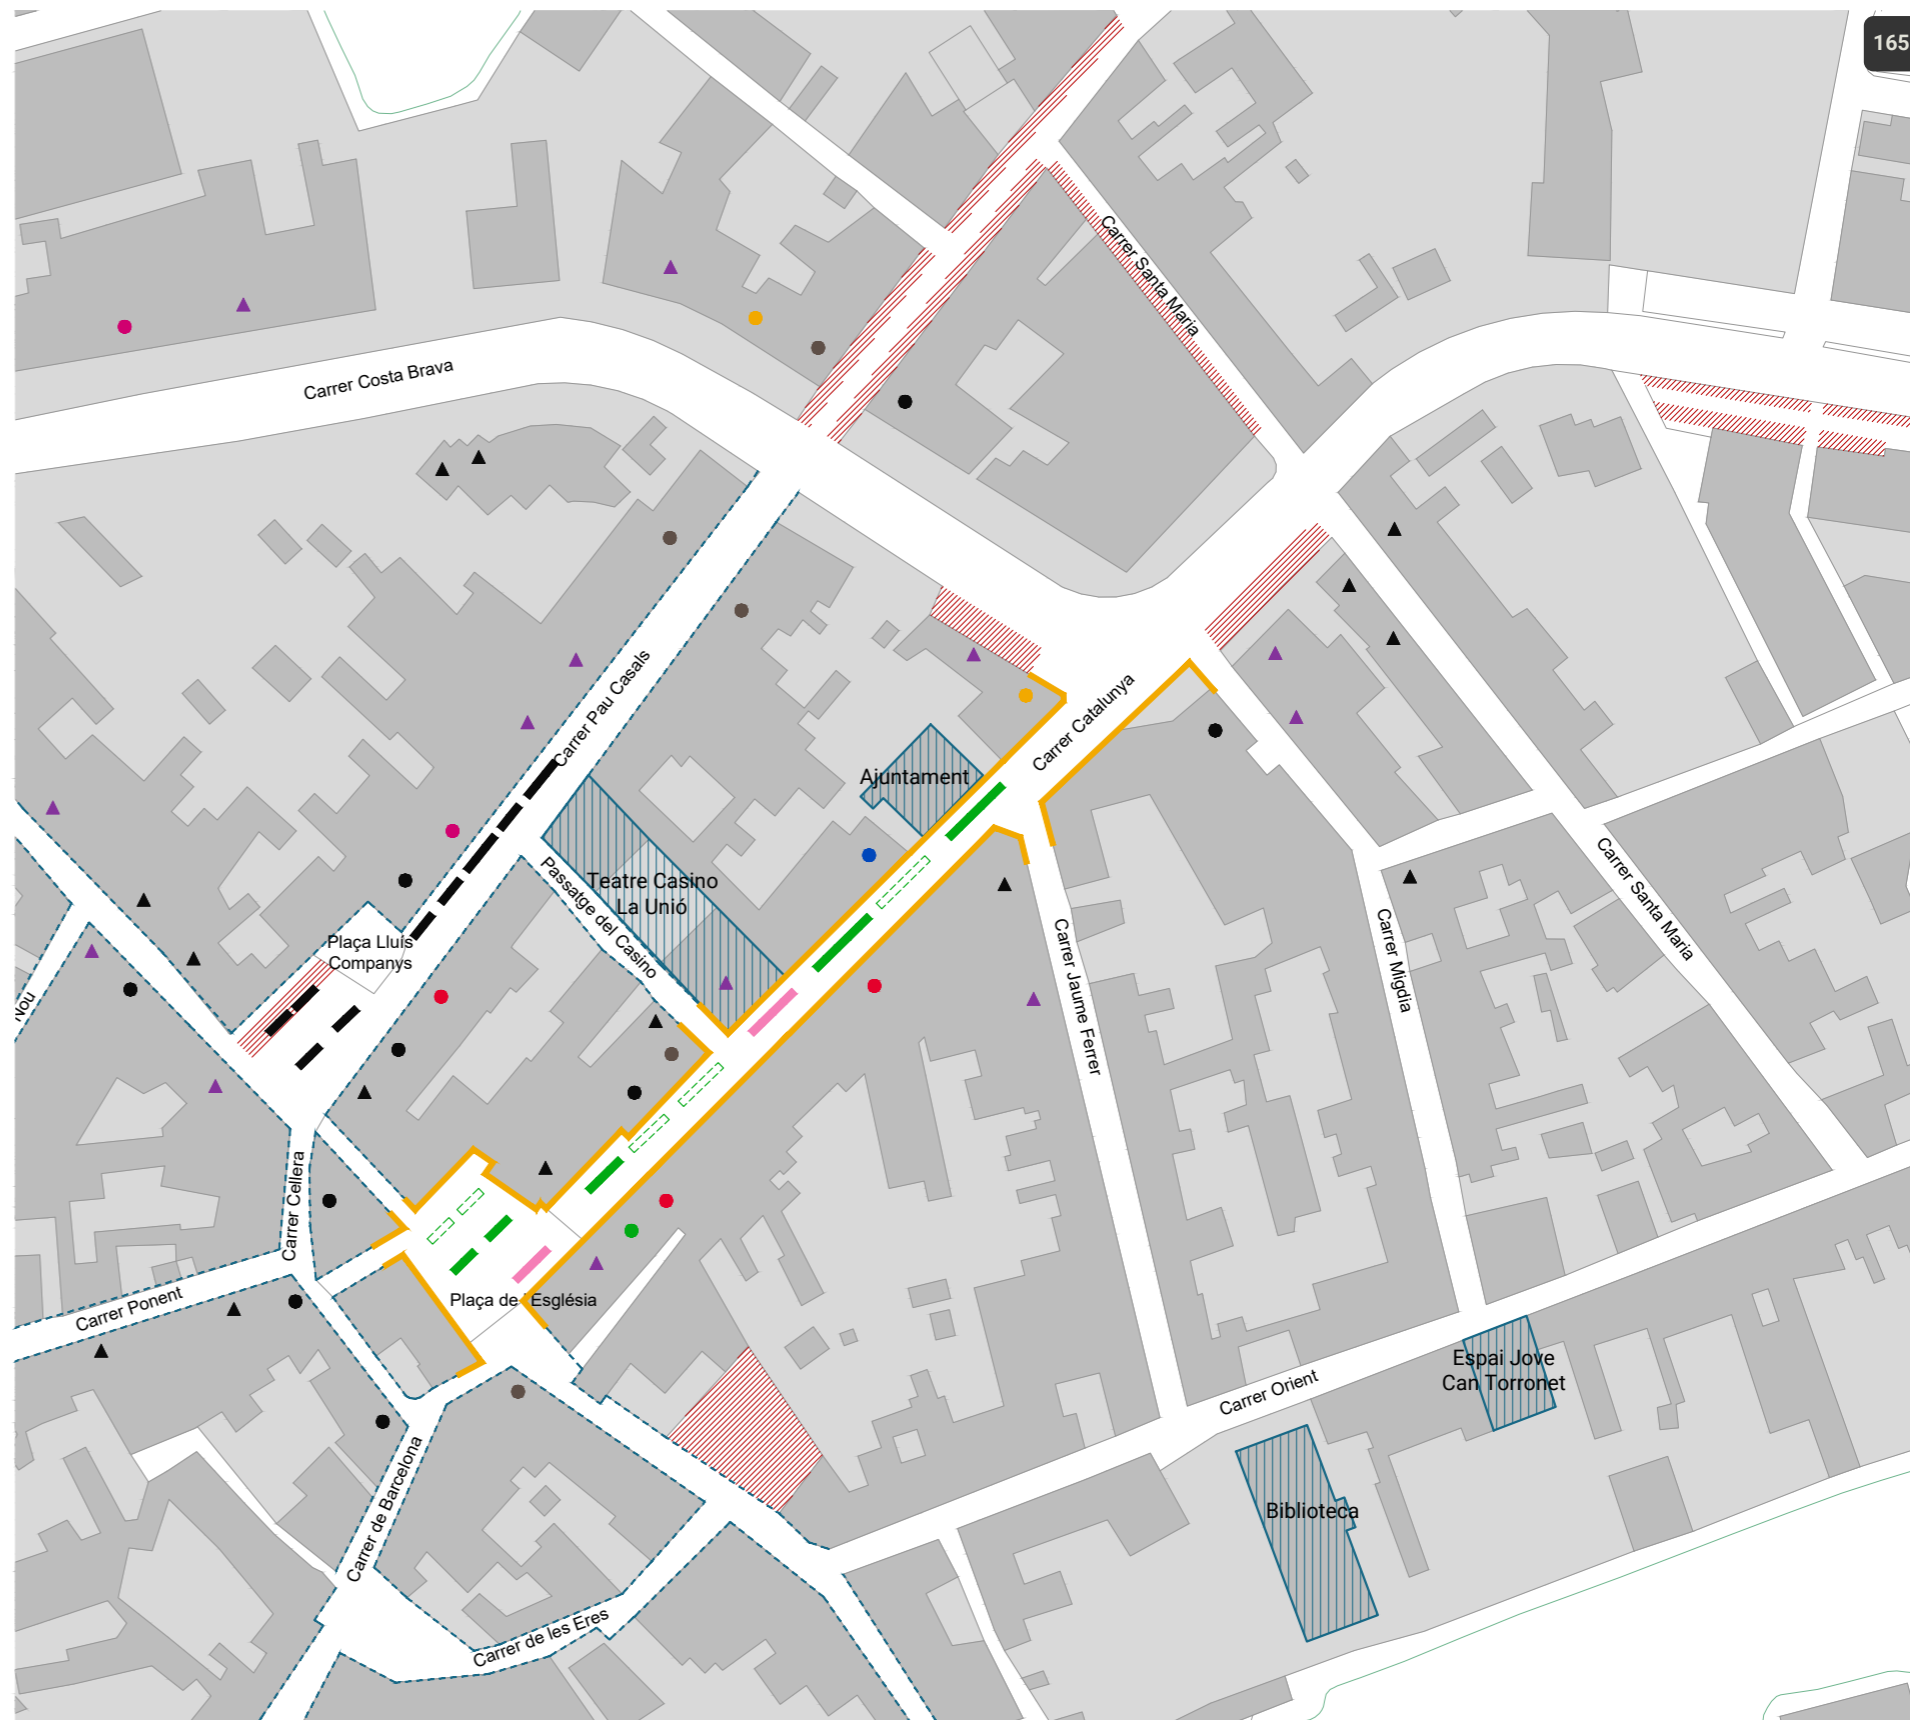 165
Carrer Santa Maria
Carrer Costa Brava
Carrer Pau Casals
Carrer Catalunya
Ajuntament
Teatre Casino
La Unió
Passatge del Casino
Plaça Lluís
Companys
Nou
Carrer Jaume Ferrer
Carrer Migdia
Carrer Santa Maria
Carrer Cellera
Carrer Ponent
Plaça de l'Església
Carrer Orient
Espai Jove
Can Torronet
Biblioteca
Carrer de Barcelona
Carrer de les Eres